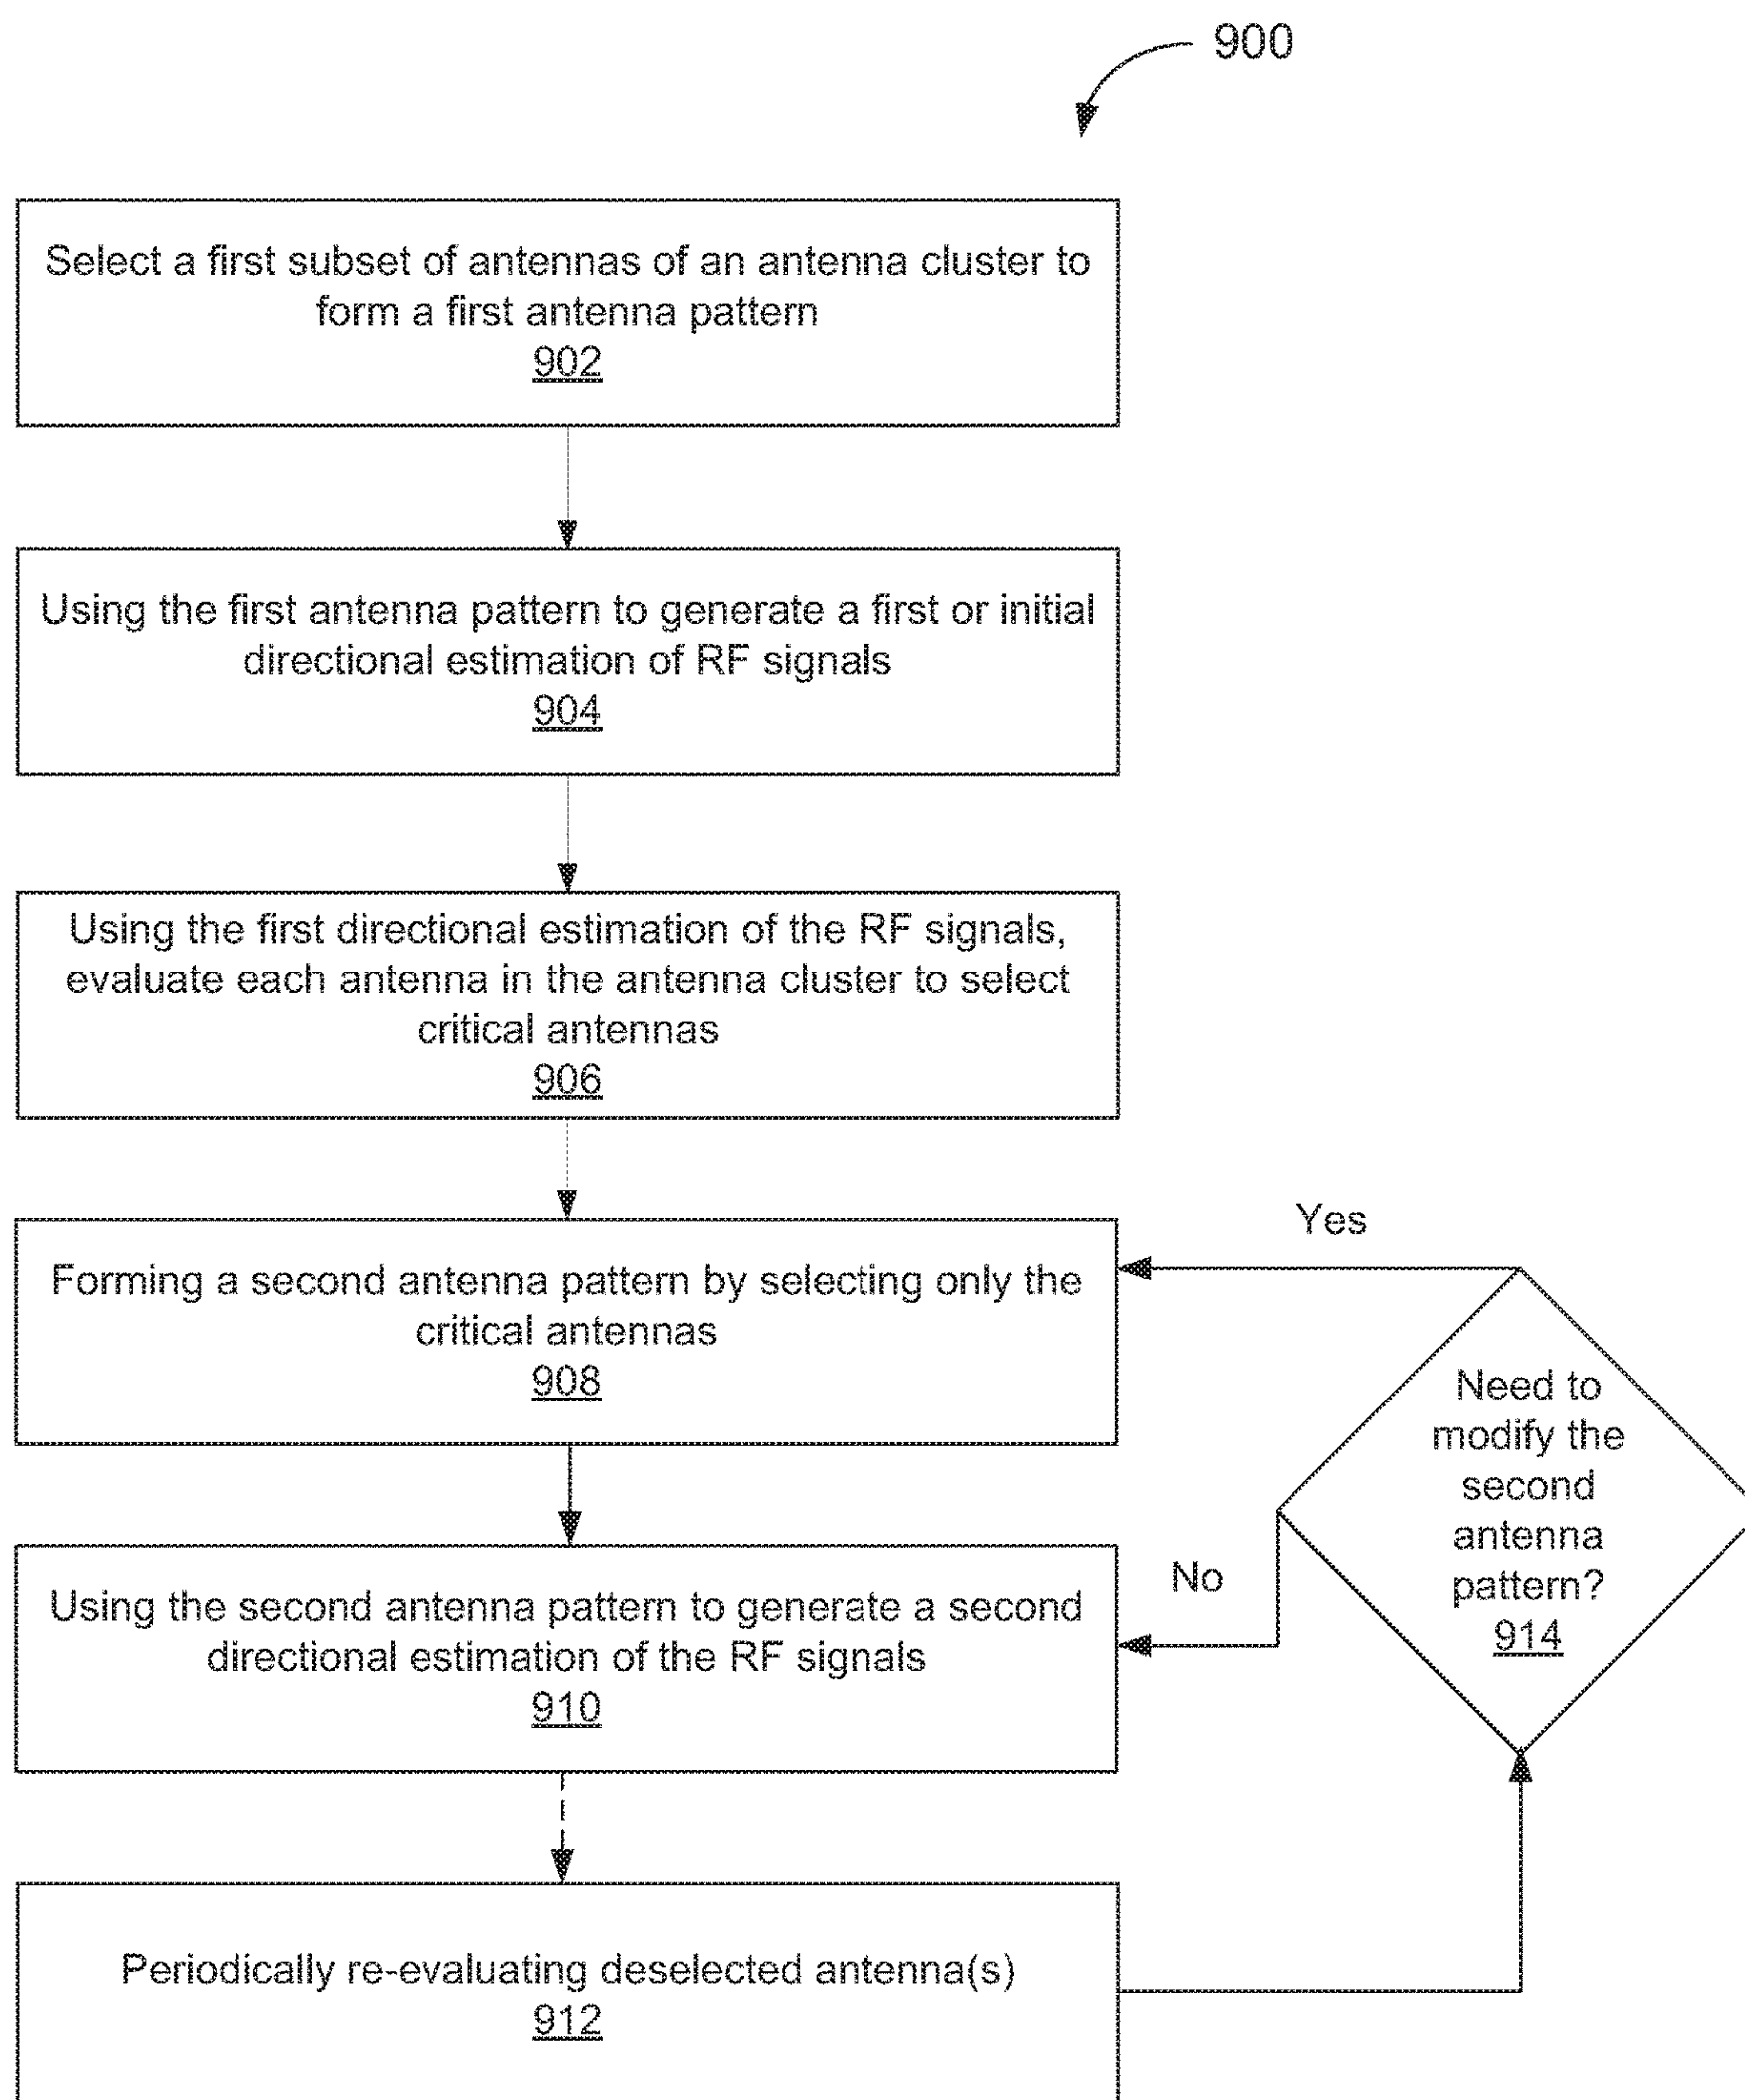 900
Select a first subset of antennas of an antenna cluster to
form a first antenna pattern
902
Using the first antenna pattern to generate a first or initial
directional estimation of RF signals
904
Using the first directional estimation of the RF signals,
evaluate each antenna in the antenna cluster to select
critical antennas
906
Forming a second antenna pattern by selecting only the
critical antennas
908
Yes
Need to
modify the
second
antenna
pattern?
914
No
Using the second antenna pattern to generate a second
directional estimation of the RF signals
910
Periodically re-evaluating deselected antenna(s)
912